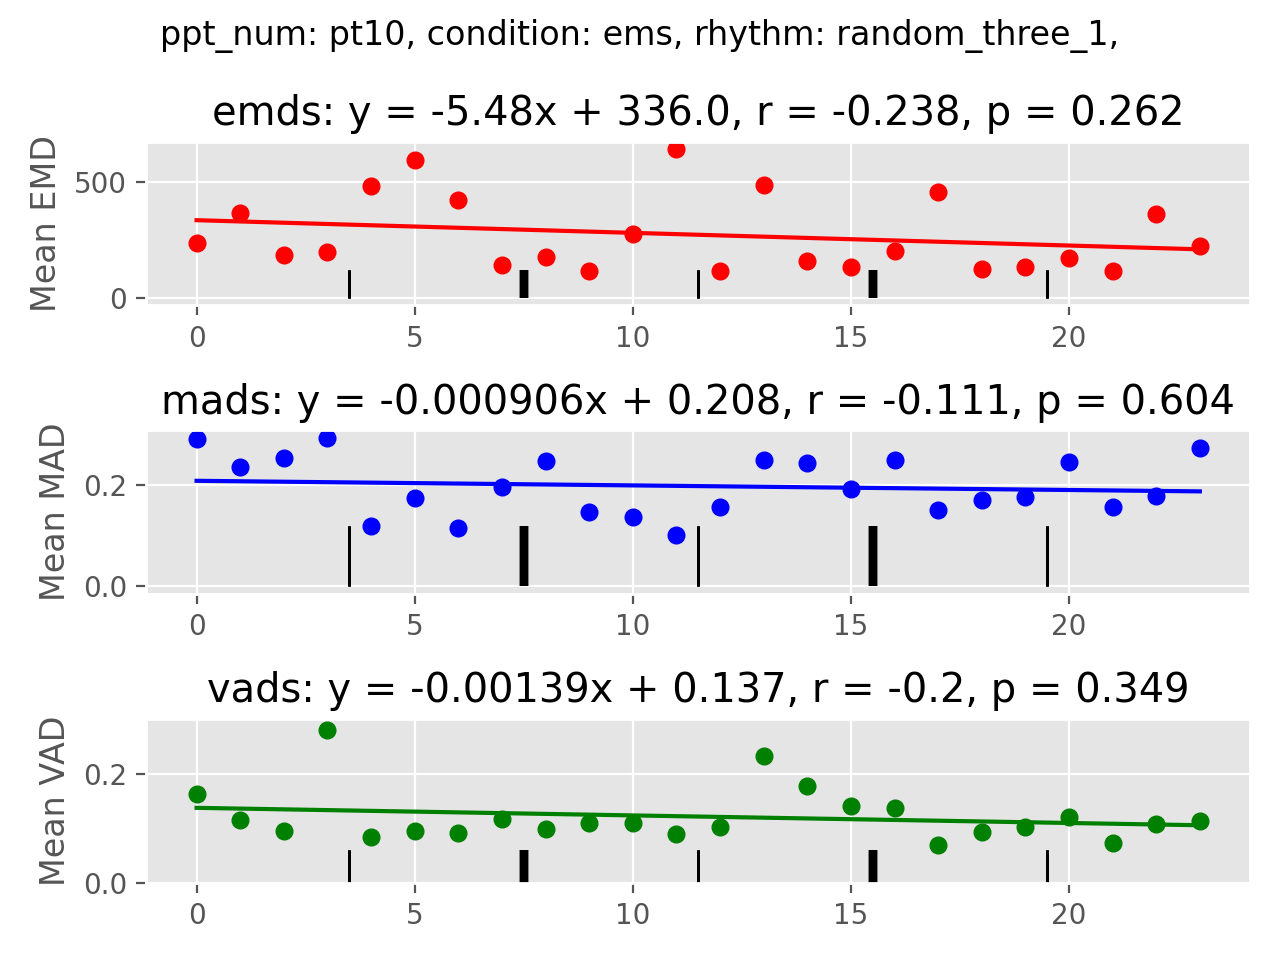 ppt_num: pt10, condition: ems, rhythm: random_three_1,
emds: y = -5.48x + 336.0, r = -0.238, p = 0.262
Mean EMD
500
0
0 5 10 15 20
mads: y = -0.000906x + 0.208, r = -0.111, p = 0.604
Mean MAD
0.2
0.0
0 5 10 15 20
vads: y = -0.00139x + 0.137, r = -0.2, p = 0.349
Mean VAD
0.2
0.0
0 5 10 15 20